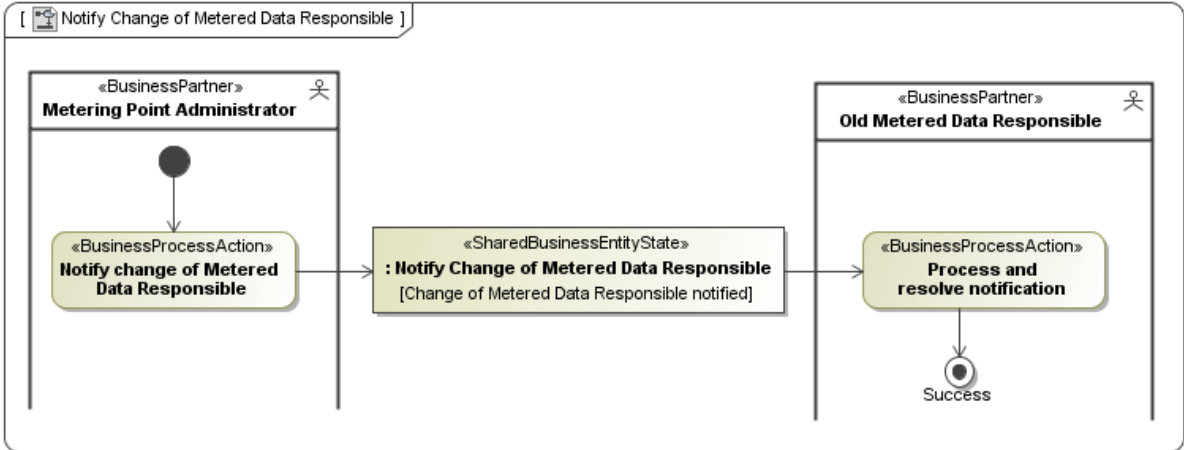 [ Notify Change of Metered Data Responsible ]
«BusinessPartner»
Metering Point Administrator
«BusinessPartner»
Old Metered Data Responsible
«BusinessProcessAction»
Notify change of Metered
Data Responsible
«SharedBusinessEntityState»
: Notify Change of Metered Data Responsible
[Change of Metered Data Responsible notified]
«BusinessProcessAction»
Process and
resolve notification
Success